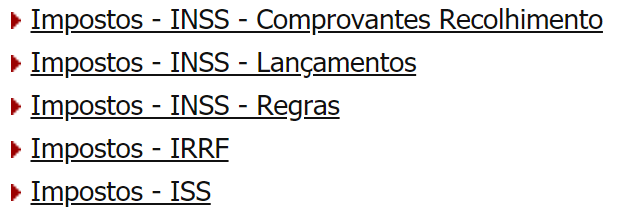 Impostos - INSS - Comprovantes Recolhimento
Impostos - INSS - Lançamentos
Impostos - INSS - Regras
Impostos - IRRF
Impostos - ISS